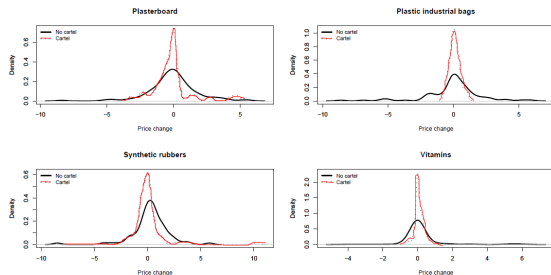 Plasterboard
No cartel
Cartel
Density
0.0 0.2 0.4 0.6
-10 -5 0 5
Price change
Plastic industrial bags
No cartel
Cartel
Density
0.0 0.2 0.4 0.6 0.8 1.0
-10 -5 0 5
Price change
Synthetic rubbers
No cartel
Cartel
Density
0.0 0.2 0.4 0.6
-10 -5 0 5 10
Price change
Vitamins
No cartel
Cartel
Density
0.0 0.5 1.0 1.5 2.0
-4 -2 0 2 4 6
Price change